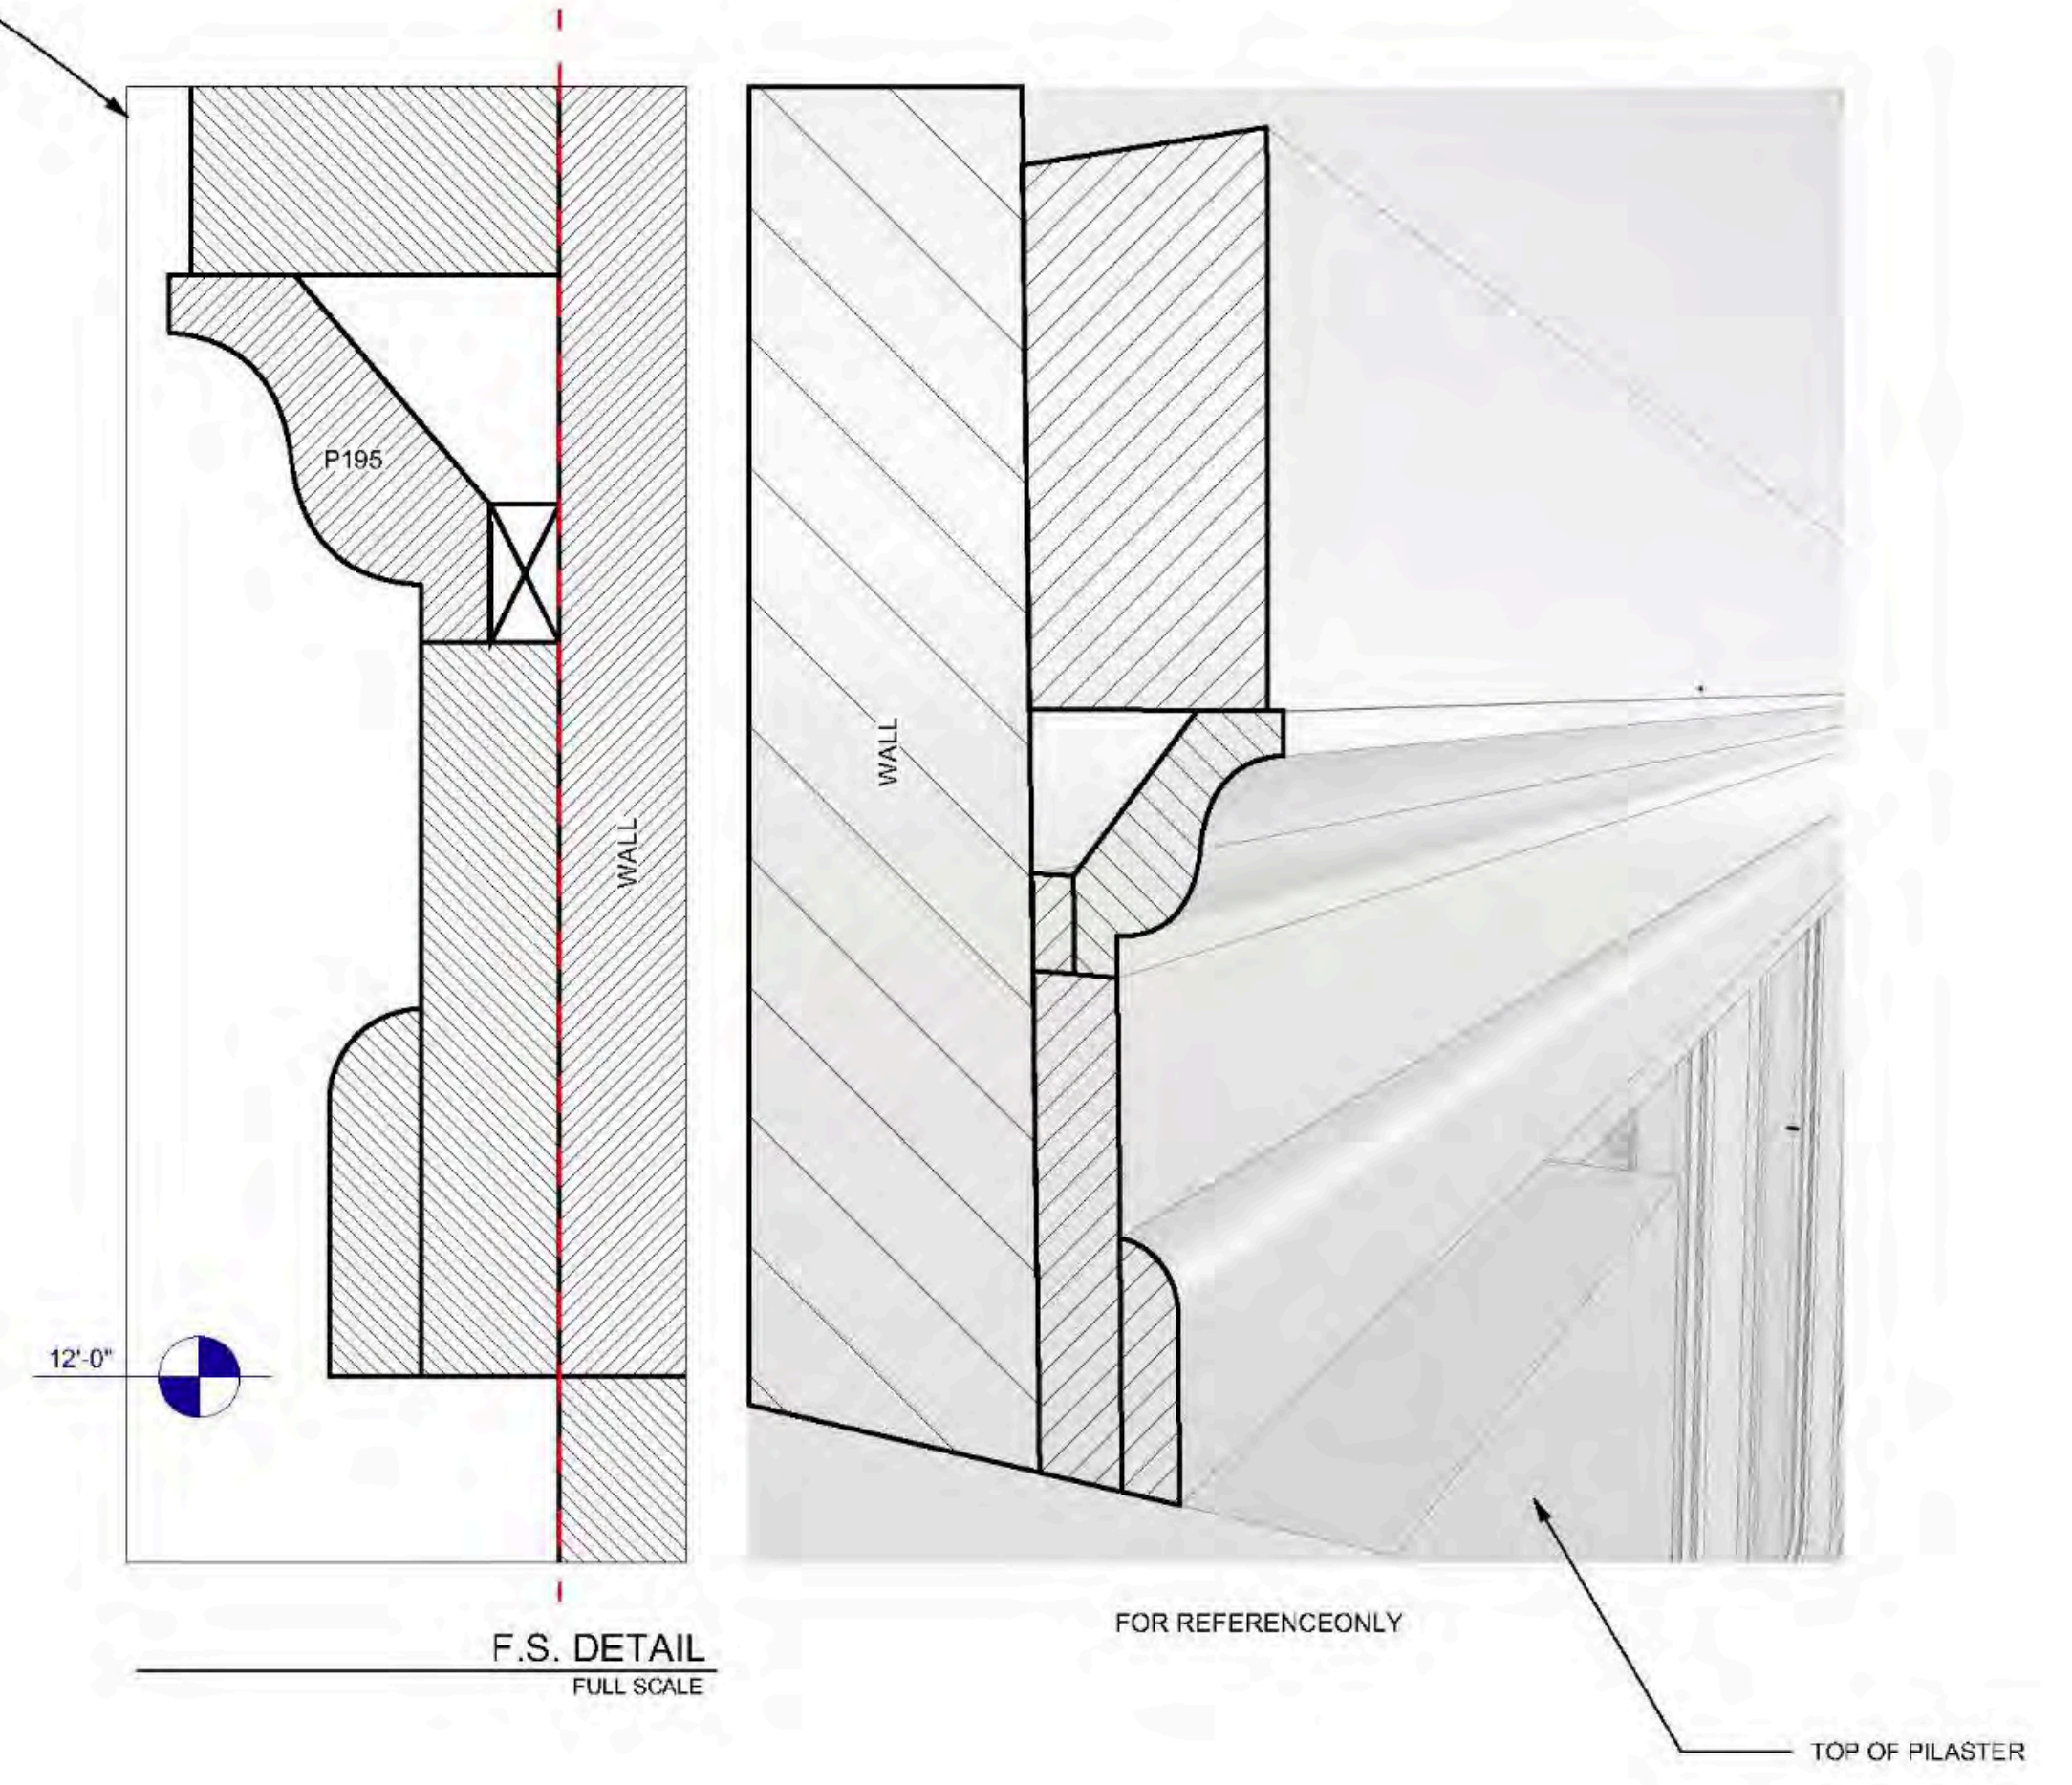 P195
WALL
WALL
12'-0"
F.S. DETAIL
FULL SCALE
FOR REFERENCEONLY
TOP OF PILASTER